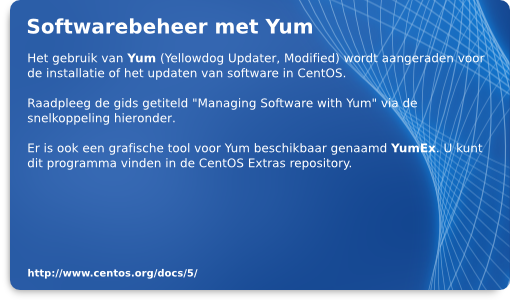 Softwarebeheer met Yum
Het gebruik van Yum (Yellowdog Updater, Modified) wordt aangeraden voor
de installatie of het updaten van software in CentOS.
Raadpleeg de gids getiteld "Managing Software with Yum" via de
snelkoppeling hieronder.
Er is ook een grafische tool voor Yum beschikbaar genaamd YumEx. U kunt
dit programma vinden in de CentOS Extras repository.
http://www.centos.org/docs/5/